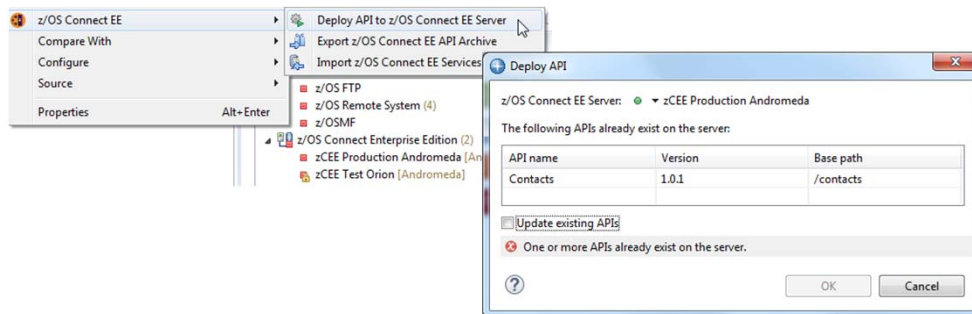 z/OS Connect EE
Compare With
Configure
Source
Properties Alt+Enter
Deploy API to z/OS Connect EE Server
Export z/OS Connect EE API Archive
Import z/OS Connect EE Services
z/OS FTP
z/OS Remote System (4)
z/OSMF
z/OS Connect Enterprise Edition (2)
zCEE Production Andromeda [An
zCEE Test Orion [Andromeda]
Deploy API
z/OS Connect EE Server: zCEE Production Andromeda
The following APIs already exist on the server:
API name Version Base path
Contacts 1.0.1 /contacts
Update existing APIs
One or more APIs already exist on the server.
OK Cancel